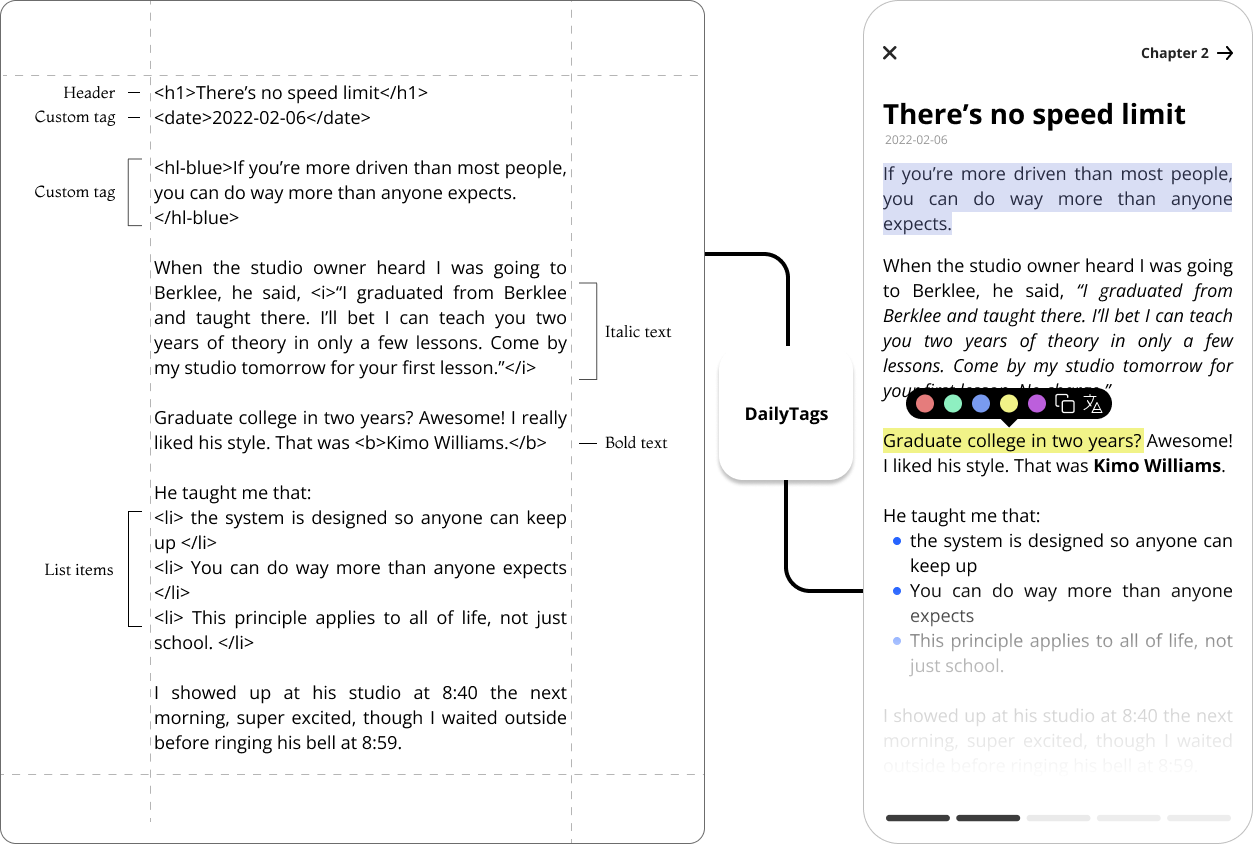 Header
<h1>There’s no speed limit</h1>
Custom tag
<date>2022-02-06</date>
Custom tag
<hl-blue>If you’re more driven than most people,
you can do way more than anyone expects.
</hl-blue>
When the studio owner heard I was going to
Berklee, he said, <i>“I graduated from Berklee
and taught there. I’ll bet I can teach you two
years of theory in only a few lessons. Come by
my studio tomorrow for your first lesson.”</i>
Italic text
Graduate college in two years? Awesome! I really
liked his style. That was <b>Kimo Williams.</b>
Bold text
He taught me that:
List items
<li> the system is designed so anyone can keep
up </li>
<li> You can do way more than anyone expects
</li>
<li> This principle applies to all of life, not just
school. </li>
I showed up at his studio at 8:40 the next
morning, super excited, though I waited outside
before ringing his bell at 8:59.
DailyTags
Chapter 2
There’s no speed limit
2022-02-06
If you’re more driven than most people,
you can do way more than anyone
expects.
When the studio owner heard I was going
to Berklee, he said, “I graduated from
Berklee and taught there. I’ll bet I can teach
you two years of theory in only a few
lessons. Come by my studio tomorrow for
your first lesson. No charge.”
Graduate college in two years? Awesome!
I liked his style. That was Kimo Williams.
He taught me that:
the system is designed so anyone can
keep up
You can do way more than anyone
expects
This principle applies to all of life, not
just school.
I showed up at his studio at 8:40 the next
morning, super excited, though I waited
outside before ringing his bell at 8:59.